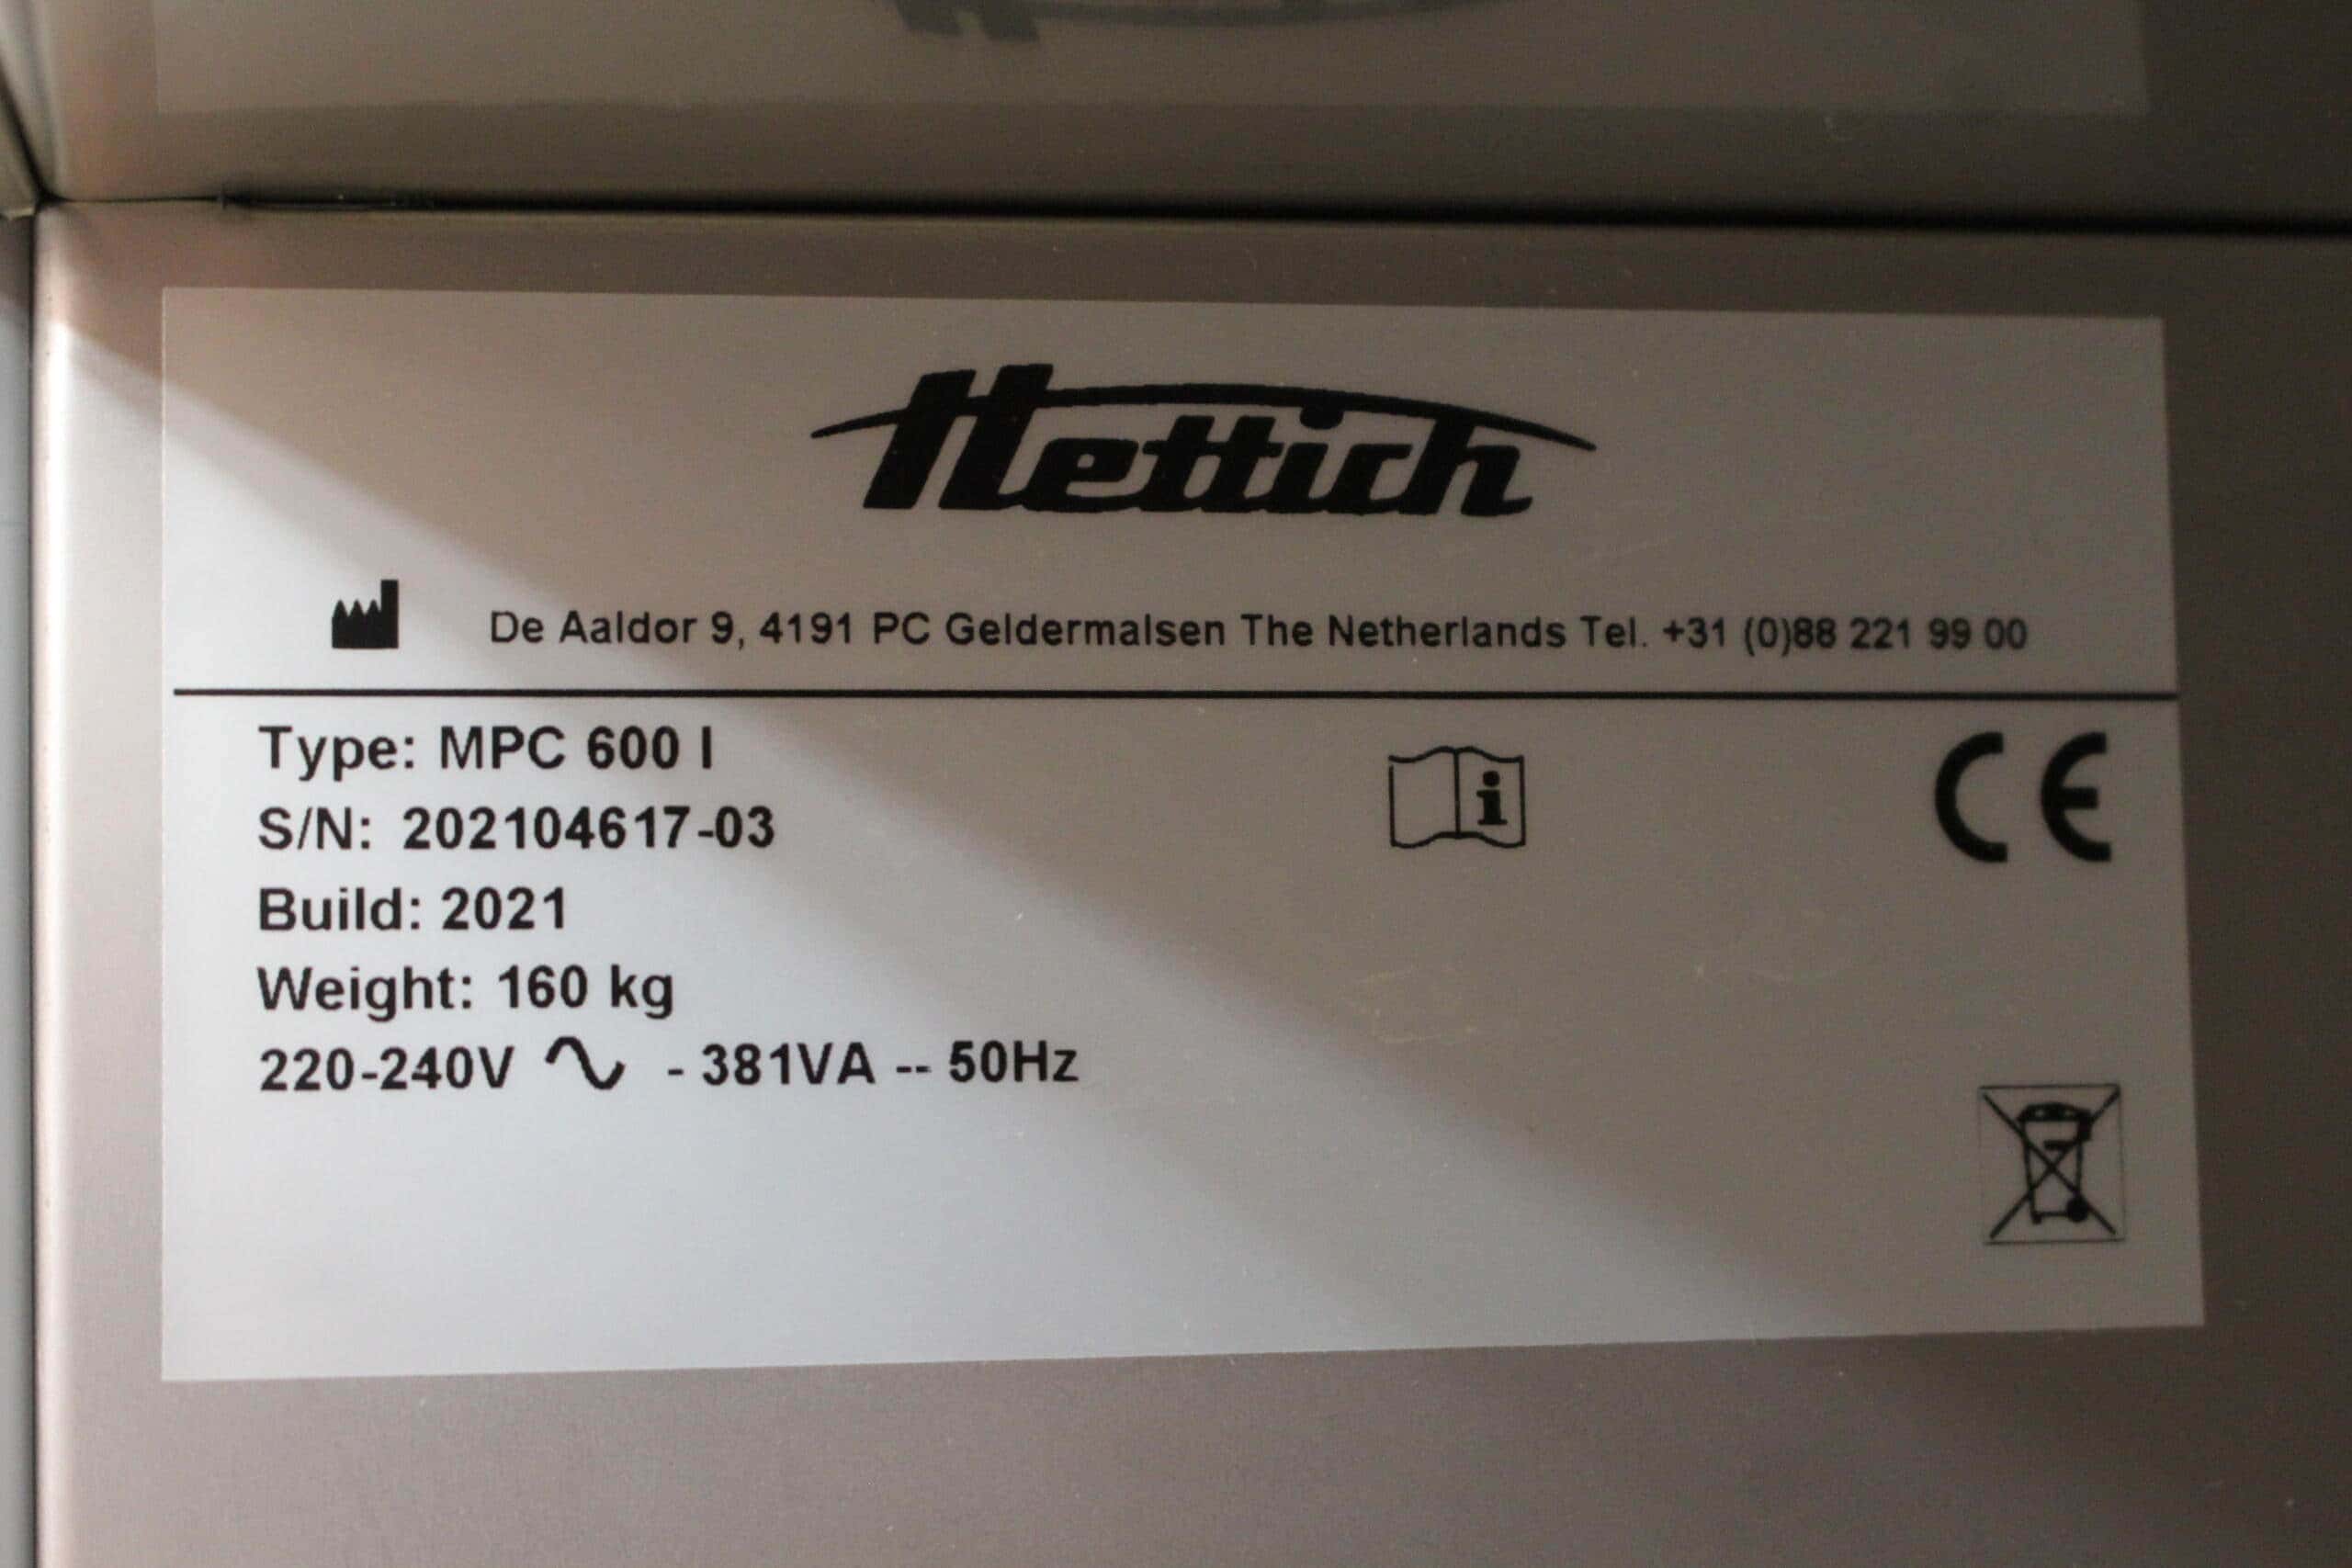 Hettich
De Aaldor 9, 4191 PC Geldermalsen The Netherlands Tel. +31 (0)88 221 99 00
Type: MPC 600 I
S/N: 202104617-03
i
CE
Build: 2021
Weight: 160 kg
220-240V ∿ - 381VA -- 50Hz